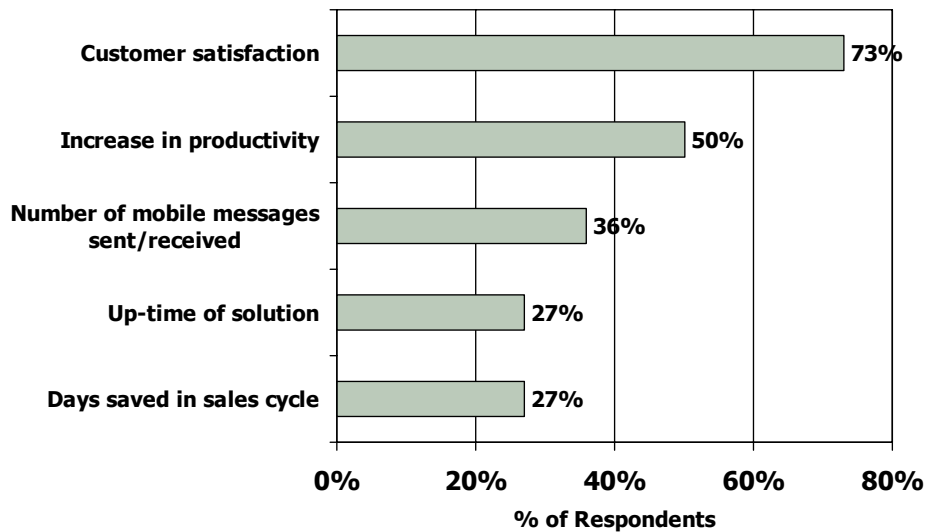 Customer satisfaction
73%
Increase in productivity
50%
Number of mobile messages
sent/received
36%
Up-time of solution
27%
Days saved in sales cycle
27%
0% 20% 40% 60% 80%
% of Respondents